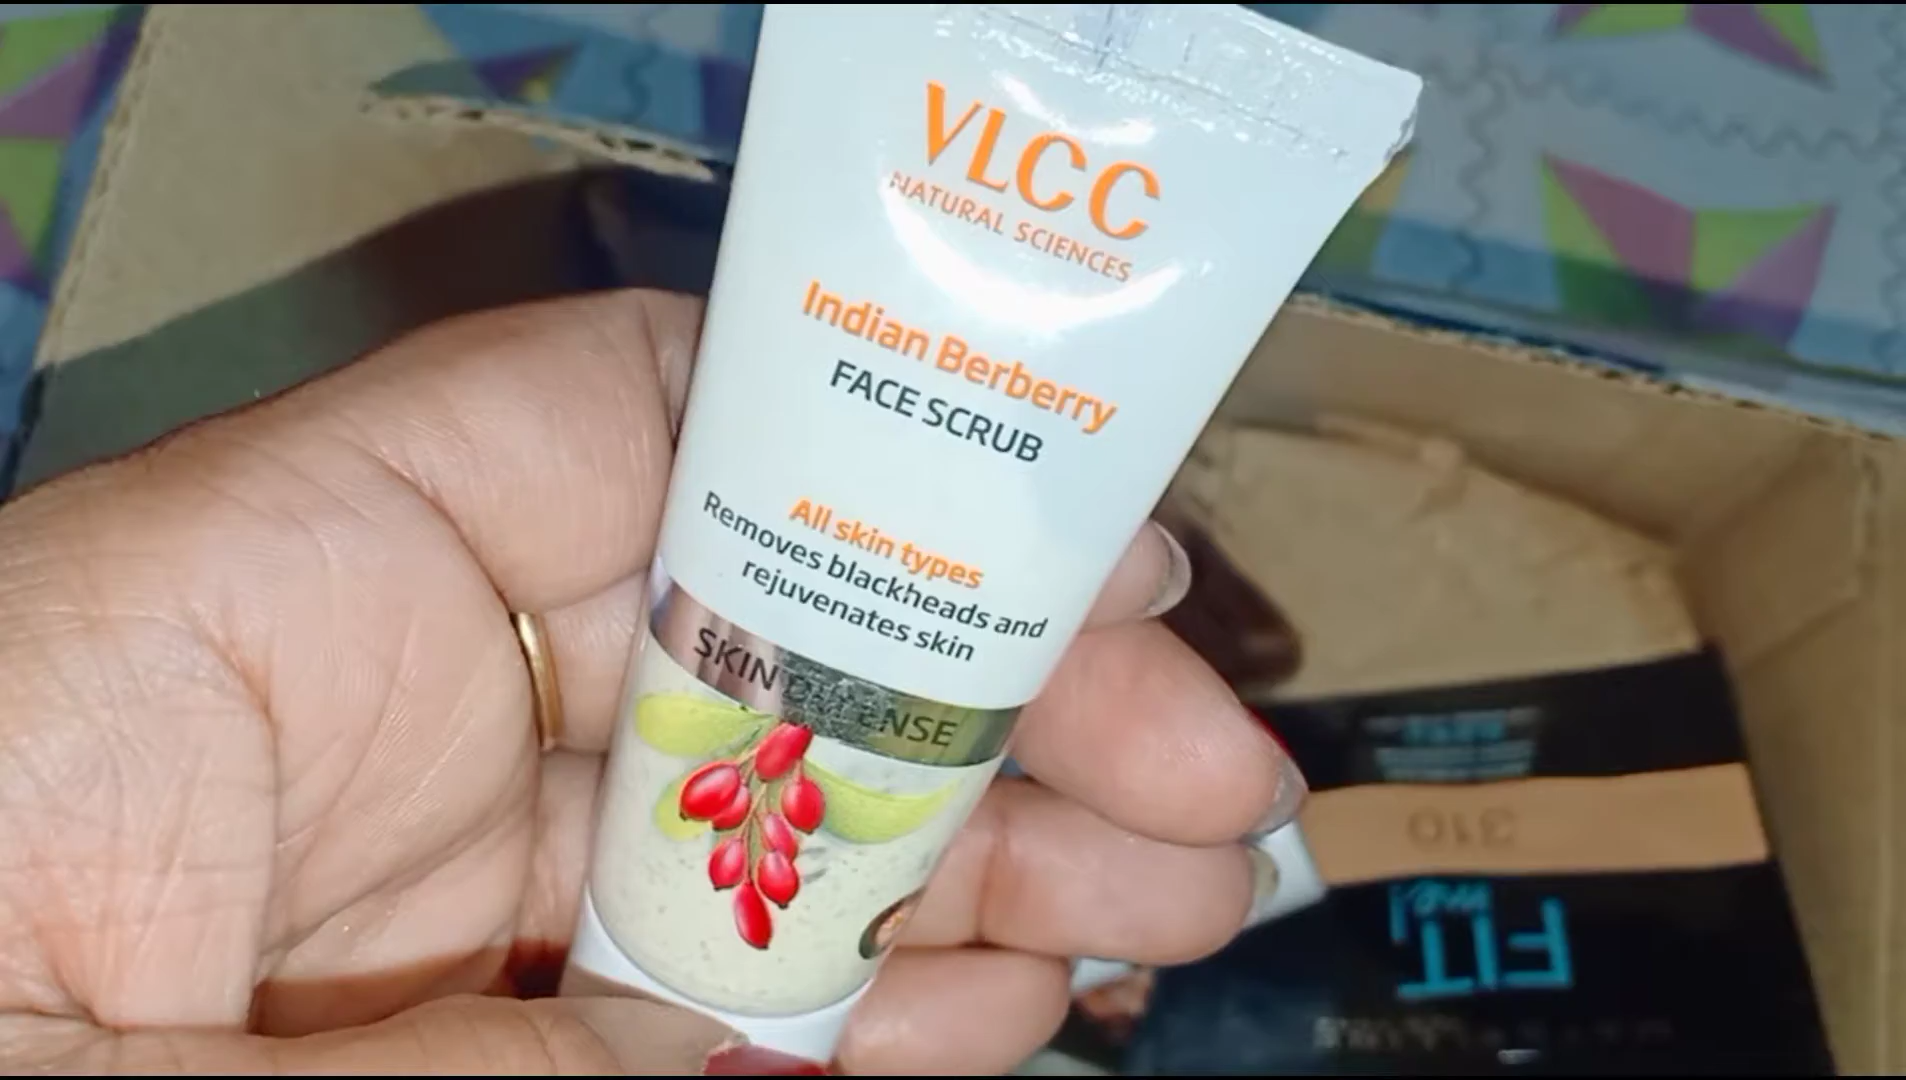 VLCC
NATURAL SCIENCES
Indian Berberry
FACE SCRUB
All skin types
Removes blackheads and
rejuvenates skin
SKIN DEFENSE
310
FIT
me!